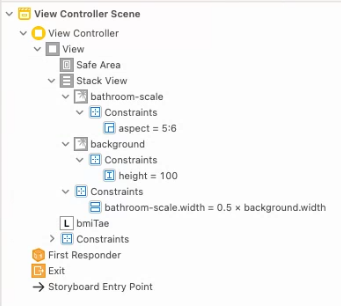 View Controller Scene
View Controller
View
Safe Area
Stack View
bathroom-scale
Constraints
aspect = 5:6
background
Constraints
height = 100
Constraints
bathroom-scale.width = 0.5 × background.width
L bmiTae
Constraints
First Responder
Exit
Storyboard Entry Point